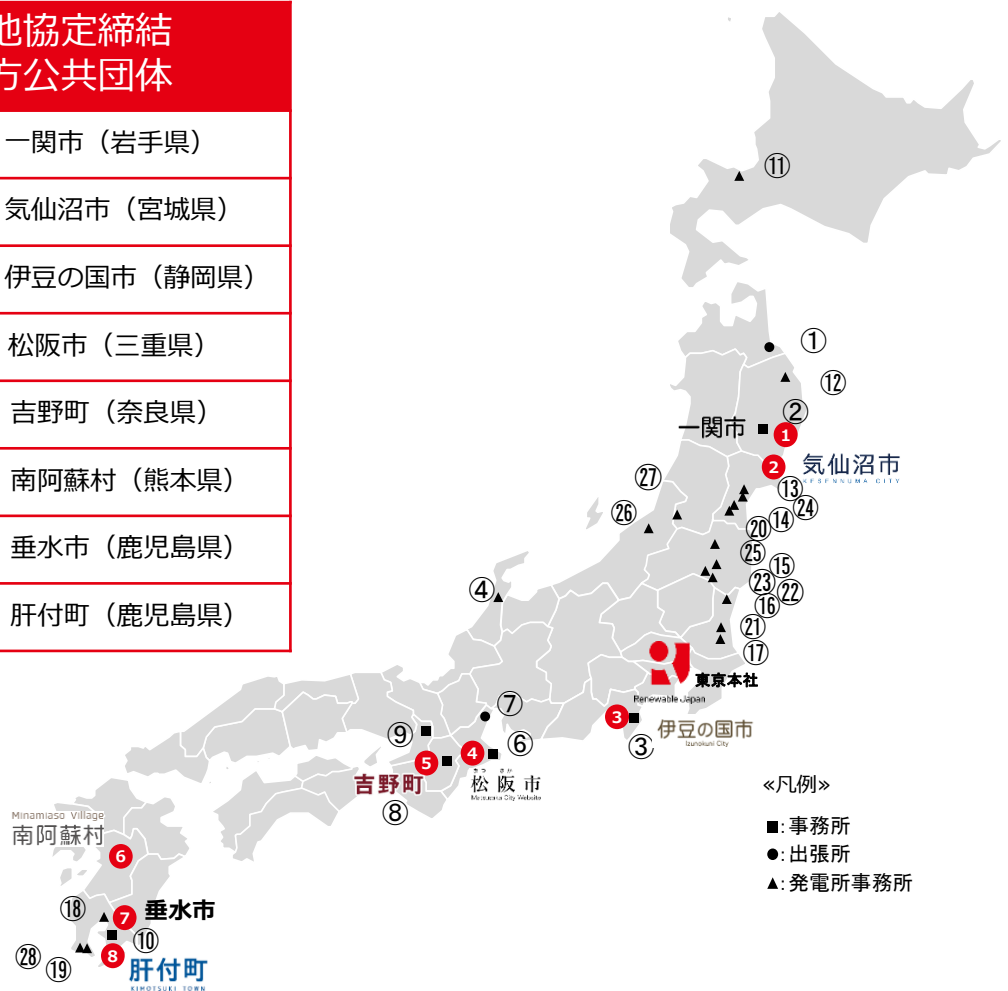 地協定締結
方公共団体
一関市（岩手県）
気仙沼市（宮城県）
伊豆の国市（静岡県）
松阪市（三重県）
吉野町（奈良県）
南阿蘇村（熊本県）
垂水市（鹿児島県）
肝付町（鹿児島県）
⑪
①
⑫
②
一関市
1
2
気仙沼市
KESENNUMA CITY
㉗
⑬
㉖
㉔
⑭
⑳
㉕
⑮
④
㉓
㉒
⑯
㉑
⑰
東京本社
Renewable Japan
⑦
3
伊豆の国市
Izunokuni City
⑨
⑥
③
4
5
吉野町
まつ さか
松阪市
Matsusaka City Website
⑧
«凡例»
■:事務所
●:出張所
▲:発電所事務所
Minamiaso Village
南阿蘇村
6
⑱
7
垂水市
⑩
㉘
⑲
8
肝付町
KIMOTSUKI TOWN